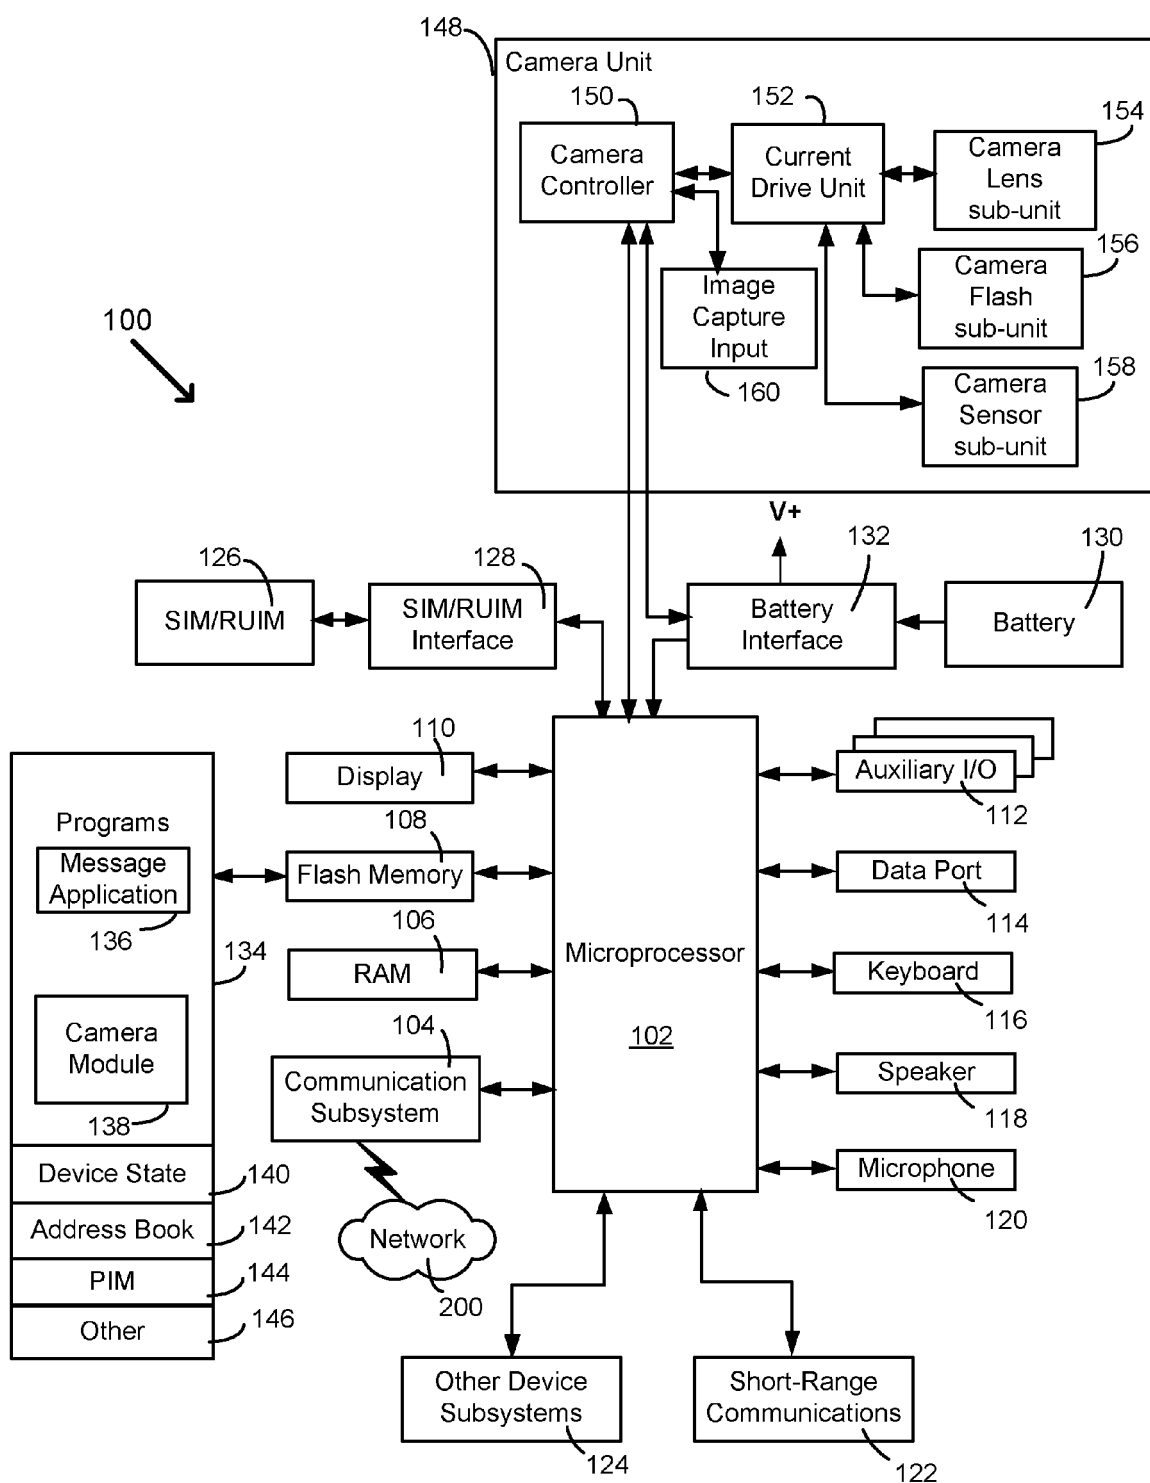 148
Camera Unit
150
152
154
Camera
Controller
Current
Drive Unit
Camera
Lens
sub-unit
156
Camera
Flash
sub-unit
Image
Capture
Input
160
158
Camera
Sensor
sub-unit
100
V+
126
128
132
130
SIM/RUIM
SIM/RUIM
Interface
Battery
Interface
Battery
110
Display
Auxiliary I/O
112
Programs
108
Message
Application
Flash Memory
Data Port
136
114
106
134
RAM
Microprocessor
102
Keyboard
116
Camera
Module
138
104
Communication
Subsystem
Speaker
118
Device State
140
Microphone
120
Address Book
142
Network
200
PIM
144
Other
146
Other Device
Subsystems
124
Short-Range
Communications
122